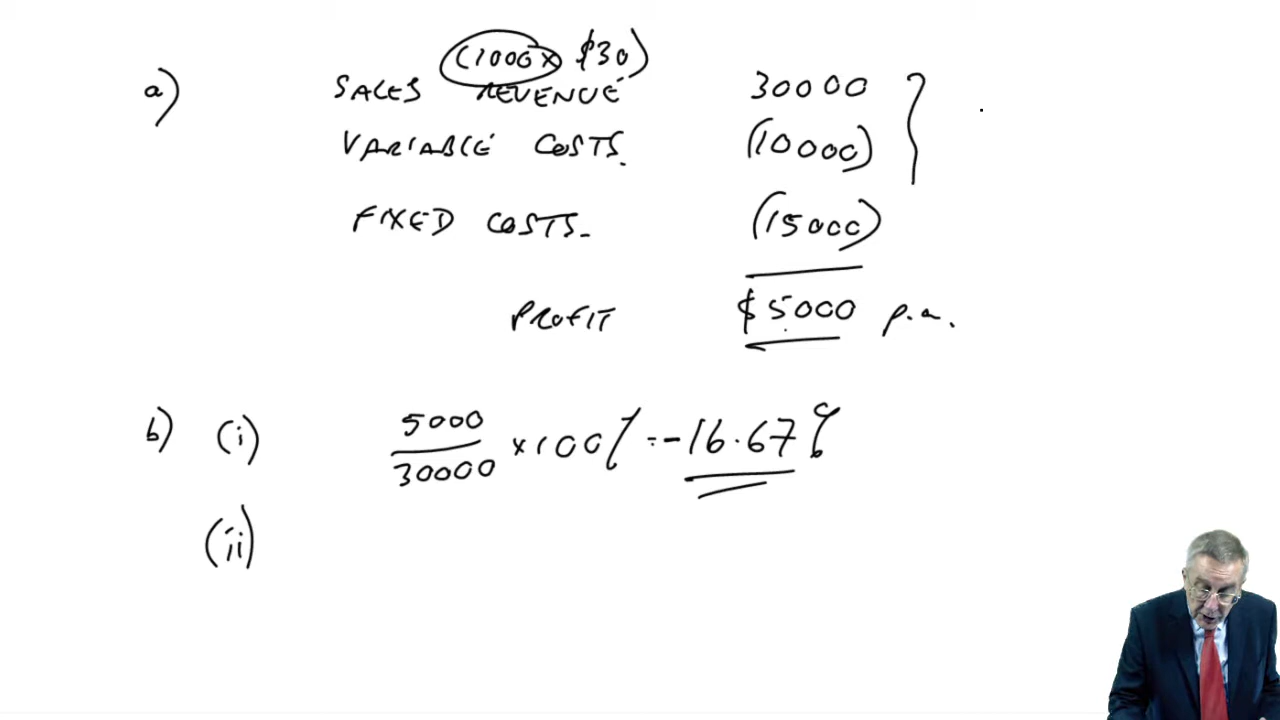 (1000 x $30)
a) SALES REVENUE 30000
VARIABLE COSTS. (10000)
FIXED COSTS. (15000)
PROFIT $5000 p.a.
b) (i) 5000/30000 x 100% = -16.67%
(ii)